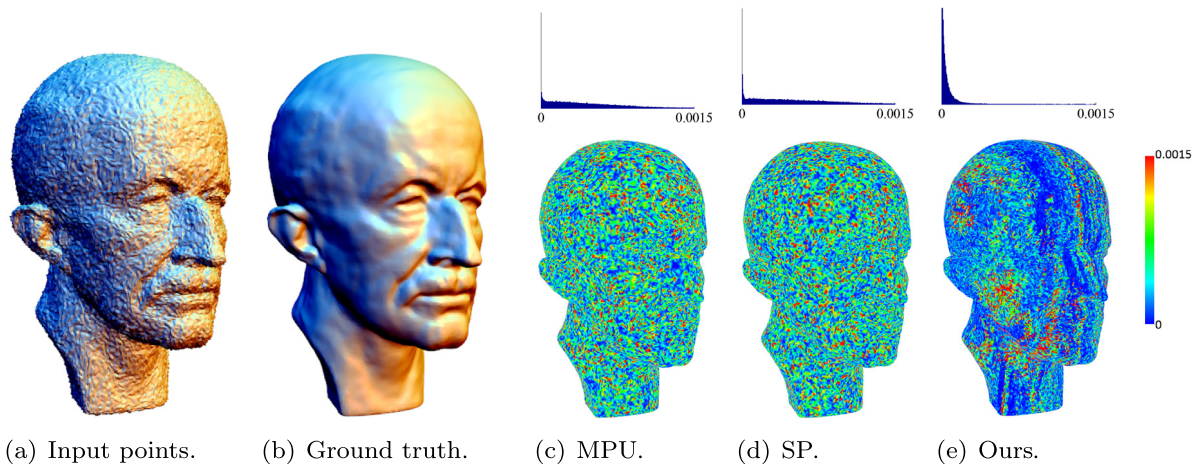 0
0.0015
0
0.0015
0
0.0015
0.0015
0
(a) Input points.
(b) Ground truth.
(c) MPU.
(d) SP.
(e) Ours.